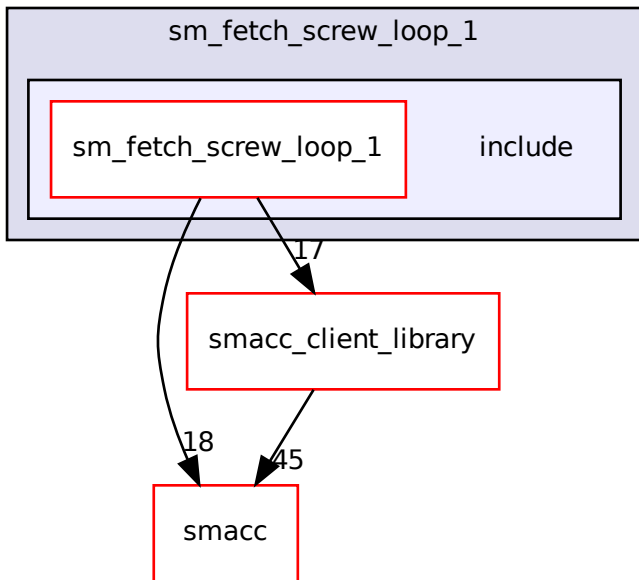 sm_fetch_screw_loop_1
sm_fetch_screw_loop_1
include
17
smacc_client_library
18
45
smacc